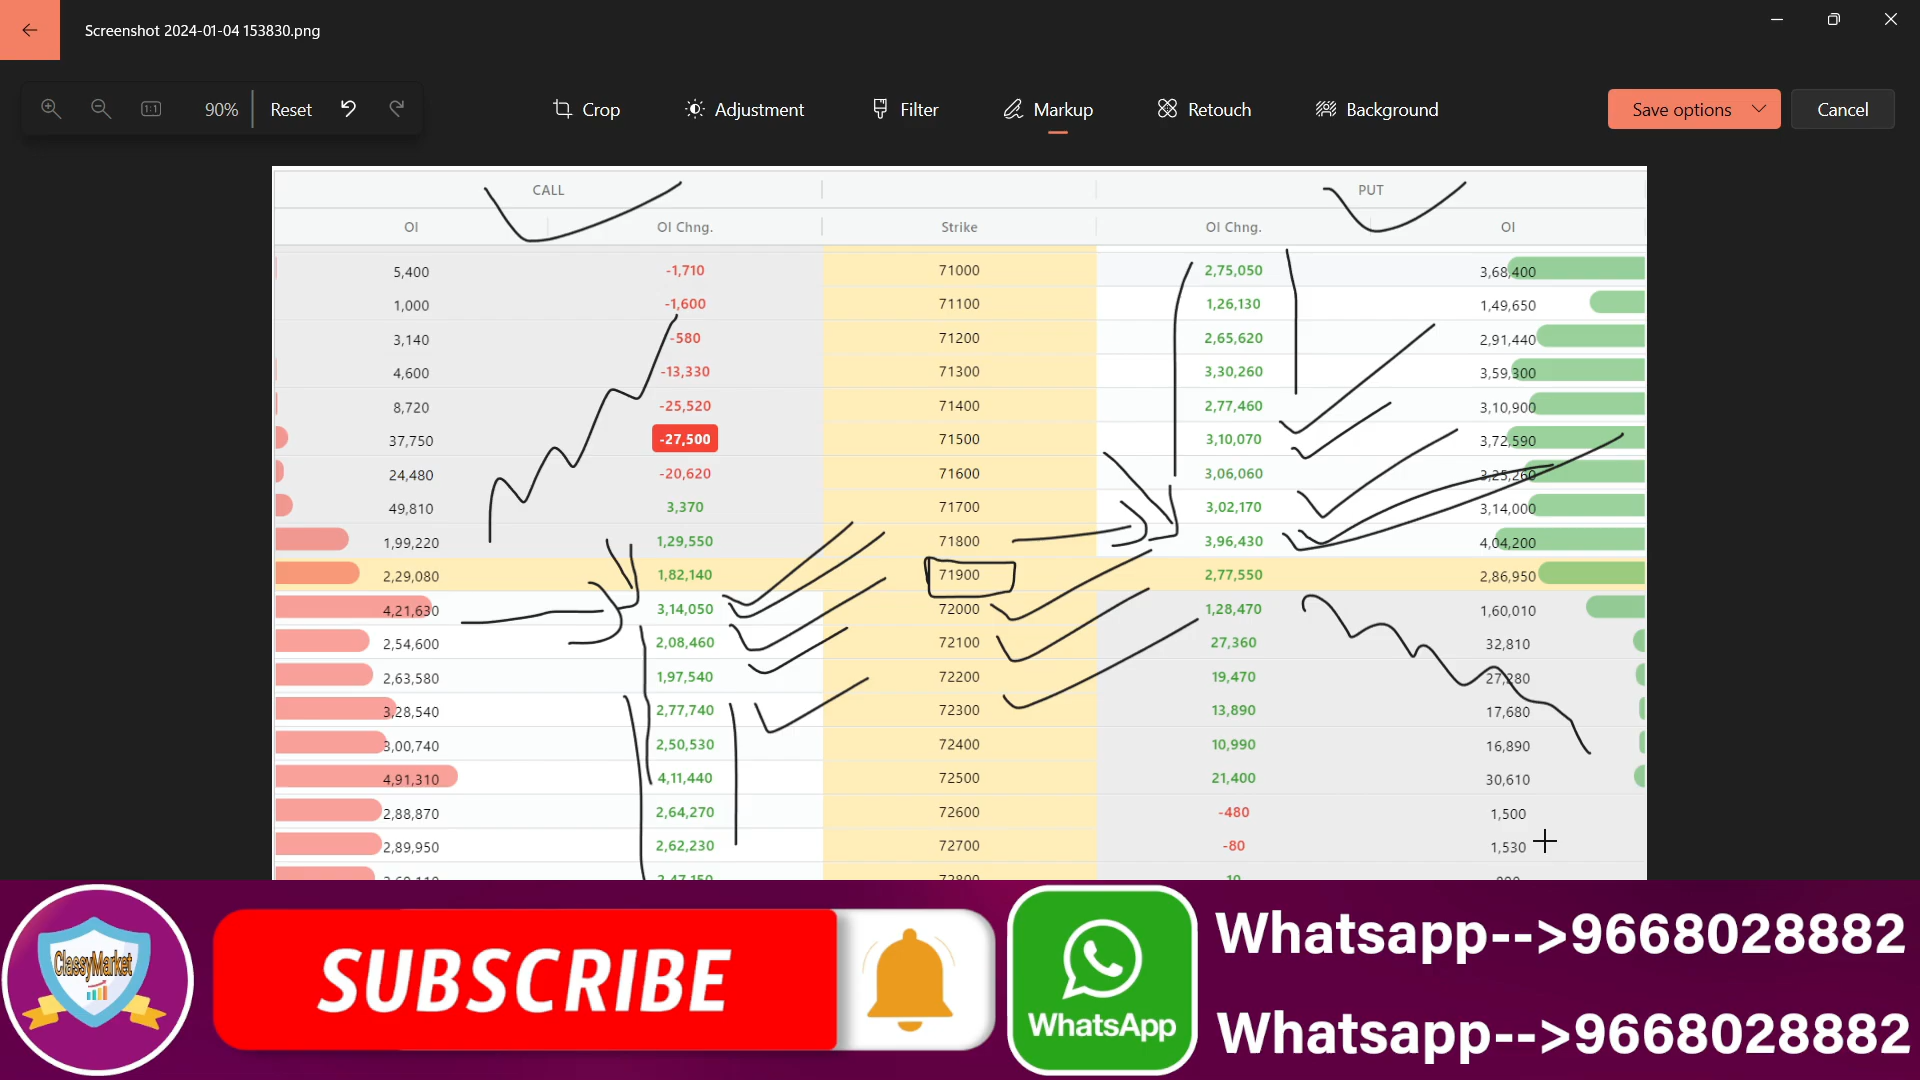 Screenshot 2024-01-04 153830.png
90% Reset Crop Adjustment Filter Markup Retouch Background Save options Cancel
CALL PUT
OI OI Chng. Strike OI Chng. OI
5,400 -1,710 71000 2,75,050 3,68,400
1,000 -1,600 71100 1,26,130 1,49,650
3,140 -580 71200 2,65,620 2,91,440
4,600 -13,330 71300 3,30,260 3,59,300
8,720 -25,520 71400 2,77,460 3,10,900
37,750 -27,500 71500 3,10,070 3,72,590
24,480 -20,620 71600 3,06,060 3,25,260
49,810 3,370 71700 3,02,170 3,14,000
1,99,220 1,29,550 71800 3,96,430 4,04,200
2,29,080 1,82,140 71900 2,77,550 2,86,950
4,21,630 3,14,050 72000 1,28,470 1,60,010
2,54,600 2,08,460 72100 27,360 32,810
2,63,580 1,97,540 72200 19,470 27,280
3,28,540 2,77,740 72300 13,890 17,680
3,00,740 2,50,530 72400 10,990 16,890
4,91,310 4,11,440 72500 21,400 30,610
2,88,870 2,64,270 72600 -480 1,500
2,89,950 2,62,230 72700 -80 1,530
72800
ClassyMarket
SUBSCRIBE
WhatsApp
Whatsapp-->9668028882
Whatsapp-->9668028882